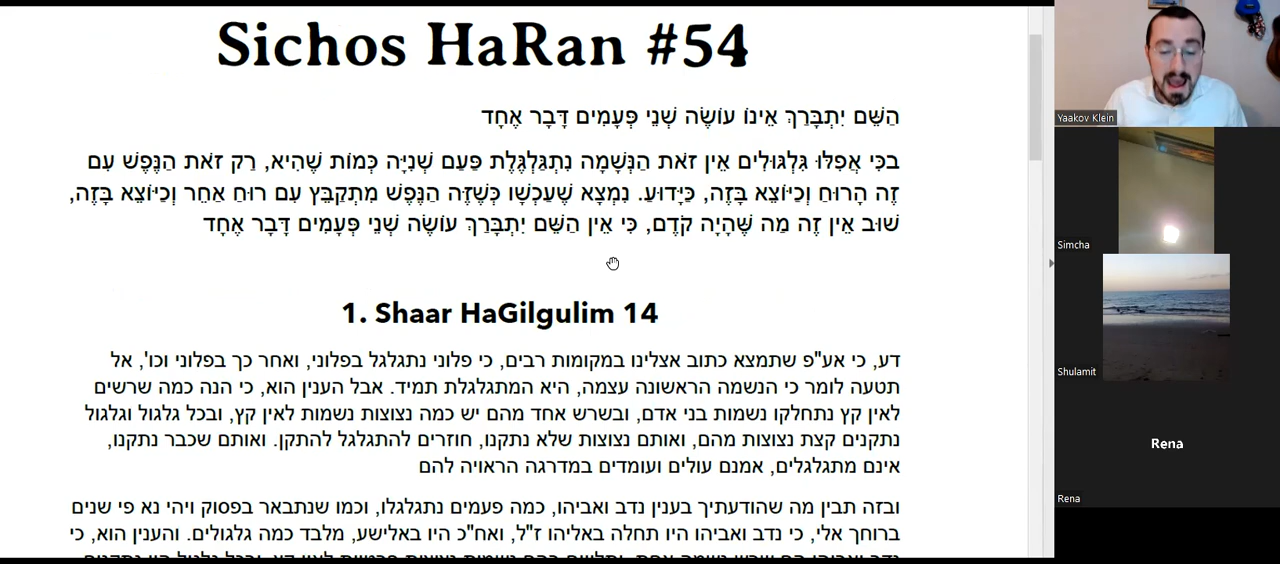 Sichos HaRan #54
הַשֵּׁם יִתְבָּרַךְ אֵינוֹ עוֹשֶׂה שְׁנֵי פְּעָמִים דָּבָר אֶחָד
בכִּי אֲפִלּוּ גִּלְגּוּלִים אֵין זֹאת הַנְּשָׁמָה נִתְגַּלְגֶּלֶת פַּעַם שְׁנִיָּה כְּמוֹת שֶׁהִיא, רַק זֹאת הַנֶּפֶשׁ עִם
זֶה הָרוּחַ וְכַיּוֹצֵא בָּזֶה, כַּיָּדוּעַ. נִמְצָא שֶׁעַכְשָׁו כְּשֶׁזֶּה הַנֶּפֶשׁ מִתְקַבֵּץ עִם רוּחַ אַחֵר וְכַיּוֹצֵא בָּזֶה,
שׁוּב אֵין זֶה מַה שֶּׁהָיָה קֹדֶם, כִּי אֵין הַשֵּׁם יִתְבָּרַךְ עוֹשֶׂה שְׁנֵי פְּעָמִים דָּבָר אֶחָד
1. Shaar HaGilgulim 14
דע, כי אע"פ שתמצא כתוב אצלינו במקומות רבים, כי פלוני נתגלגל בפלוני, ואחר כך בפלוני וכו', אל
תטעה לומר כי הנשמה הראשונה עצמה, היא המתגלגלת תמיד. אבל הענין הוא, כי הנה כמה שרשים
לאין קץ נתחלקו נשמות בני אדם, ובשרש אחד מהם יש כמה נצוצות נשמות לאין קץ, ובכל גלגול וגלגול
נתקנים קצת נצוצות מהם, ואותם נצוצות שלא נתקנו, חוזרים להתגלגל להתקן. ואותם שכבר נתקנו,
אינם מתגלגלים, אמנם עולים ועומדים במדרגה הראויה להם
ובזה תבין מה שהודעתיך בענין נדב ואביהו, כמה פעמים נתגלגלו, וכמו שנתבאר בפסוק ויהי נא פי שנים
ברוחך אלי, כי נדב ואביהו היו תחלה באליהו ז"ל, ואח"כ היו באלישע, מלבד כמה גלגולים. והענין הוא, כי
Yaakov Klein
Simcha
Shulamit
Rena
Rena